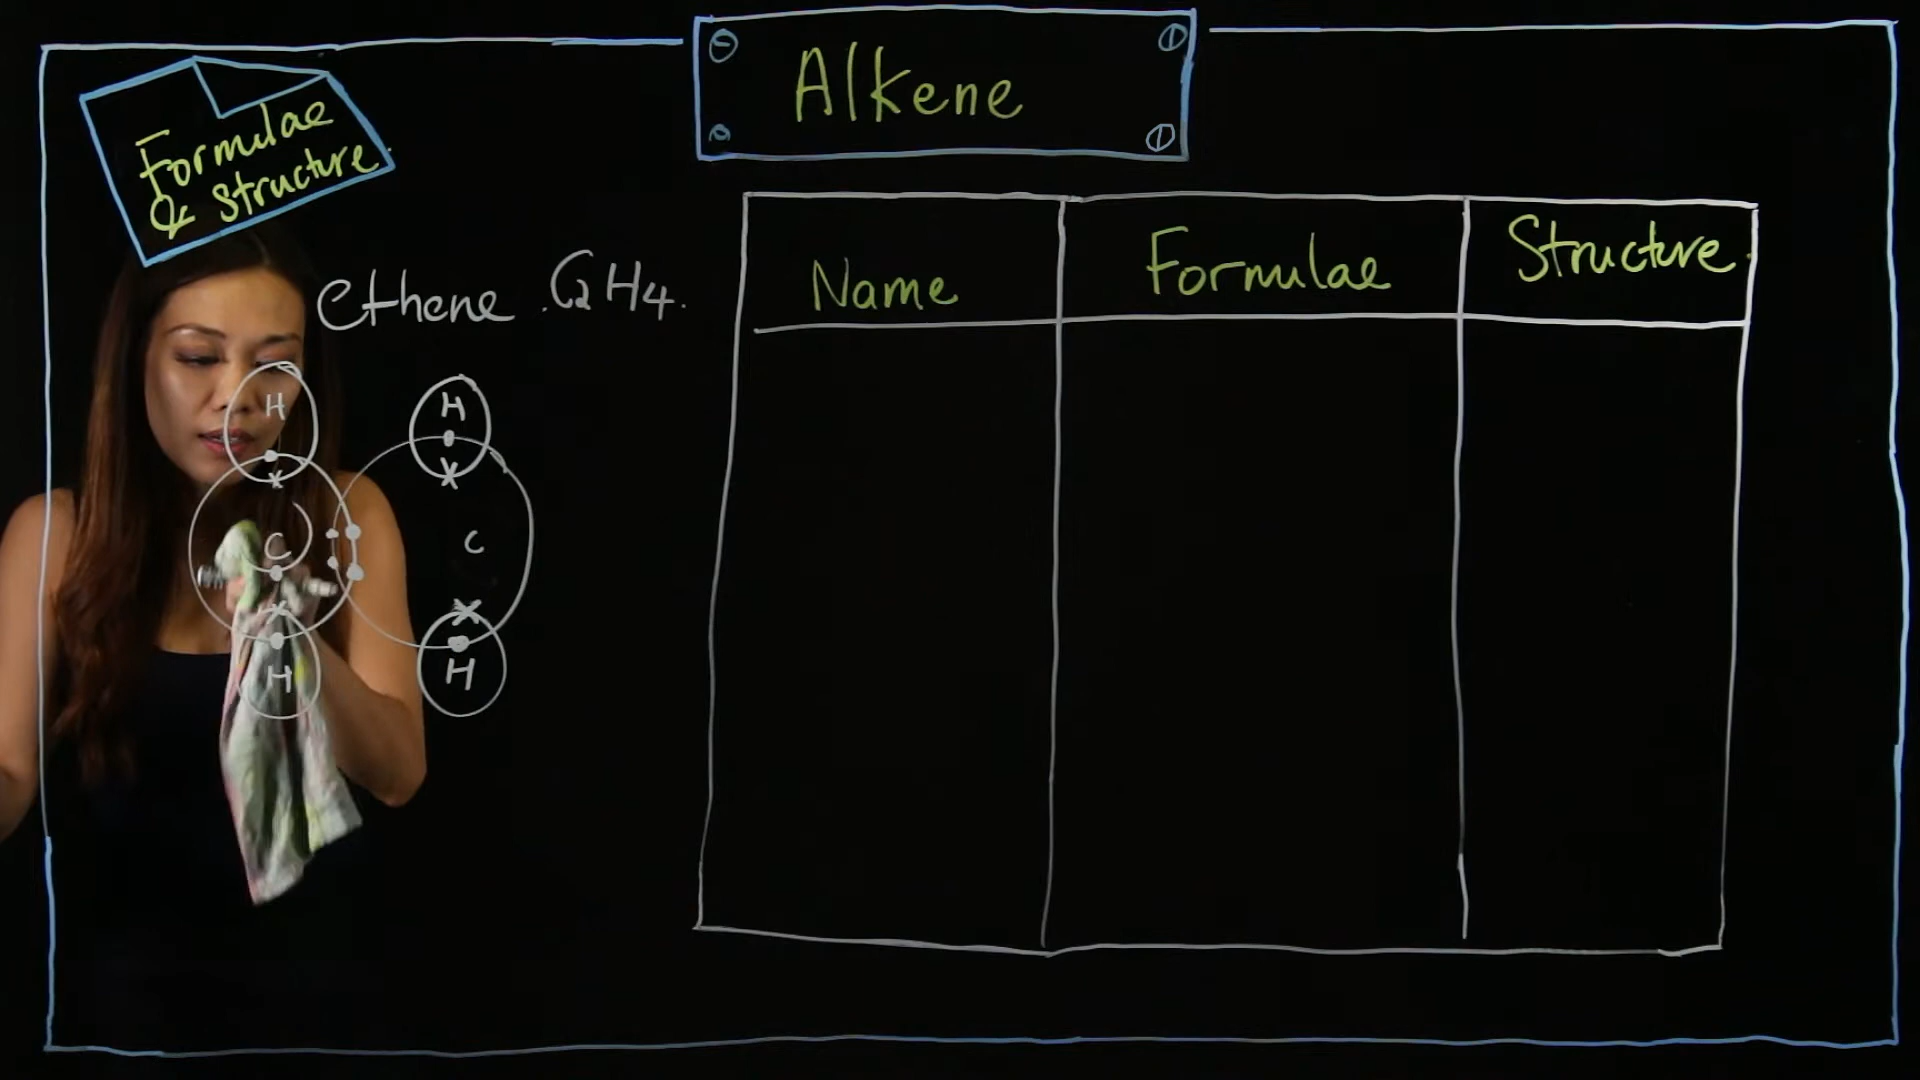 Alkene
Formulae
& structure.
ethene . C2H4.
Name Formulae Structure.
H H
C C
H H